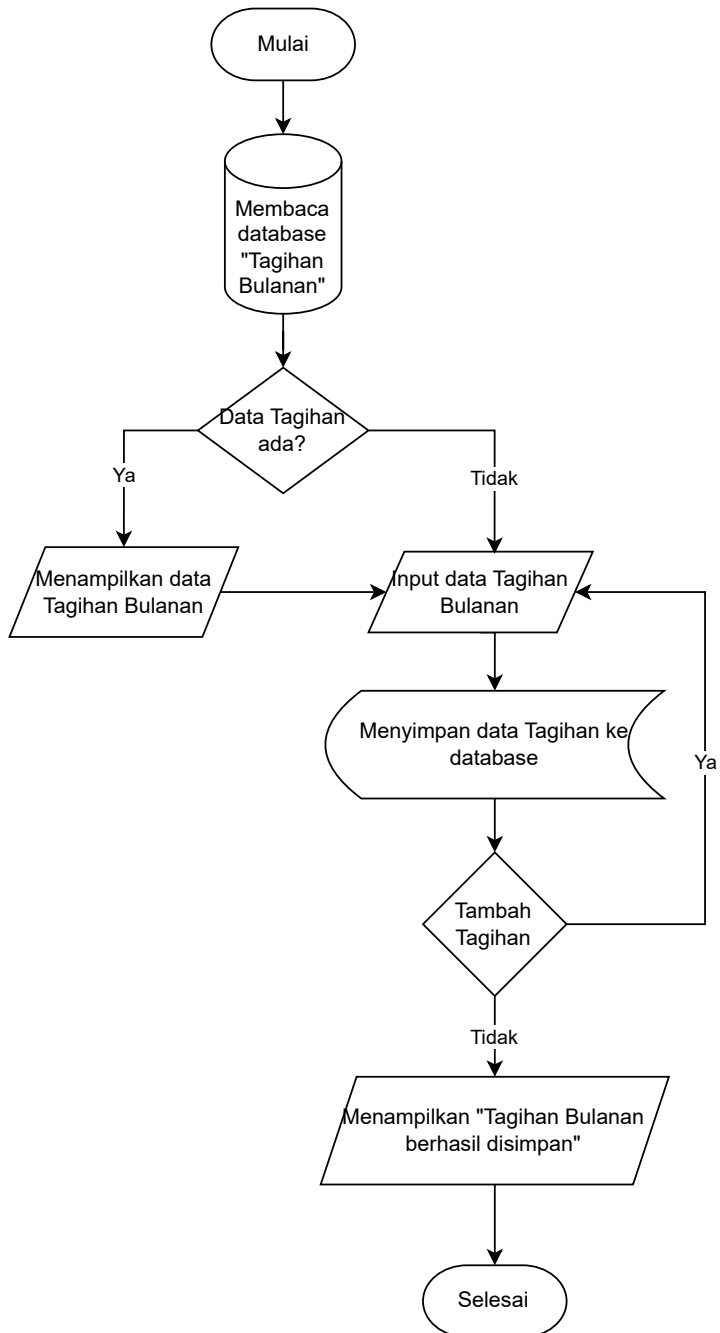 Mulai
Membaca
database
"Tagihan
Bulanan"
Data Tagihan
ada?
Ya
Tidak
Menampilkan data
Tagihan Bulanan
Input data Tagihan
Bulanan
Menyimpan data Tagihan ke
database
Ya
Tambah
Tagihan
Tidak
Menampilkan "Tagihan Bulanan
berhasil disimpan"
Selesai